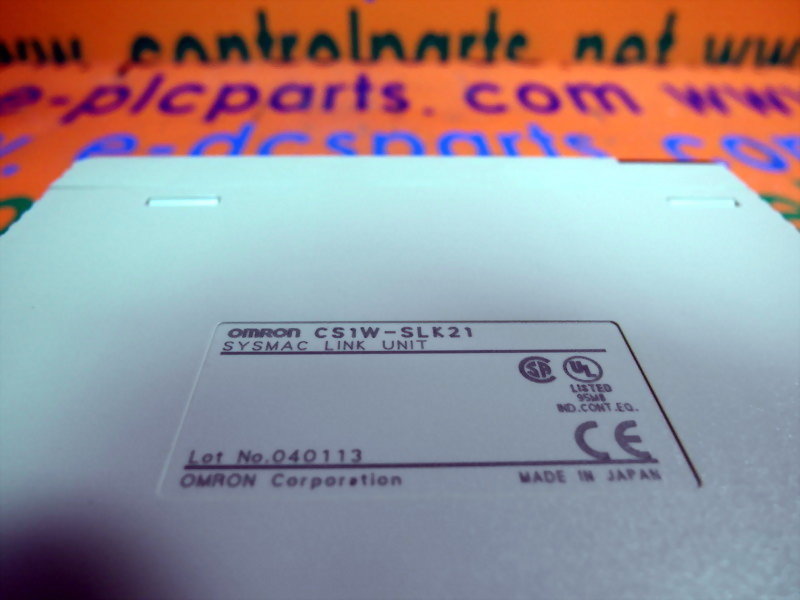 www.controlparts.net www
e-plcparts.com www
e-dcsparts.com
OMRON CS1W-SLK21
SYSMAC LINK UNIT
UL
LISTED
95M8
IND.CONT.EQ.
CE
Lot No.040113
OMRON Corporation MADE IN JAPAN